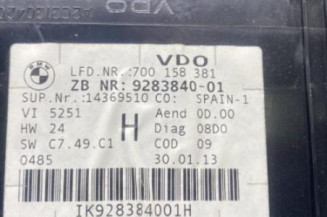 VDO
LFD.NR.:700 158 381
ZB NR:9283840-01
SUP.Nr.:14369510 CO: SPAIN-1
VI 5251 Aend 0D.00
HW 24 H Diag 08D0
SW C7.49.C1 COD 09
0485 30.01.13
IK928384001H